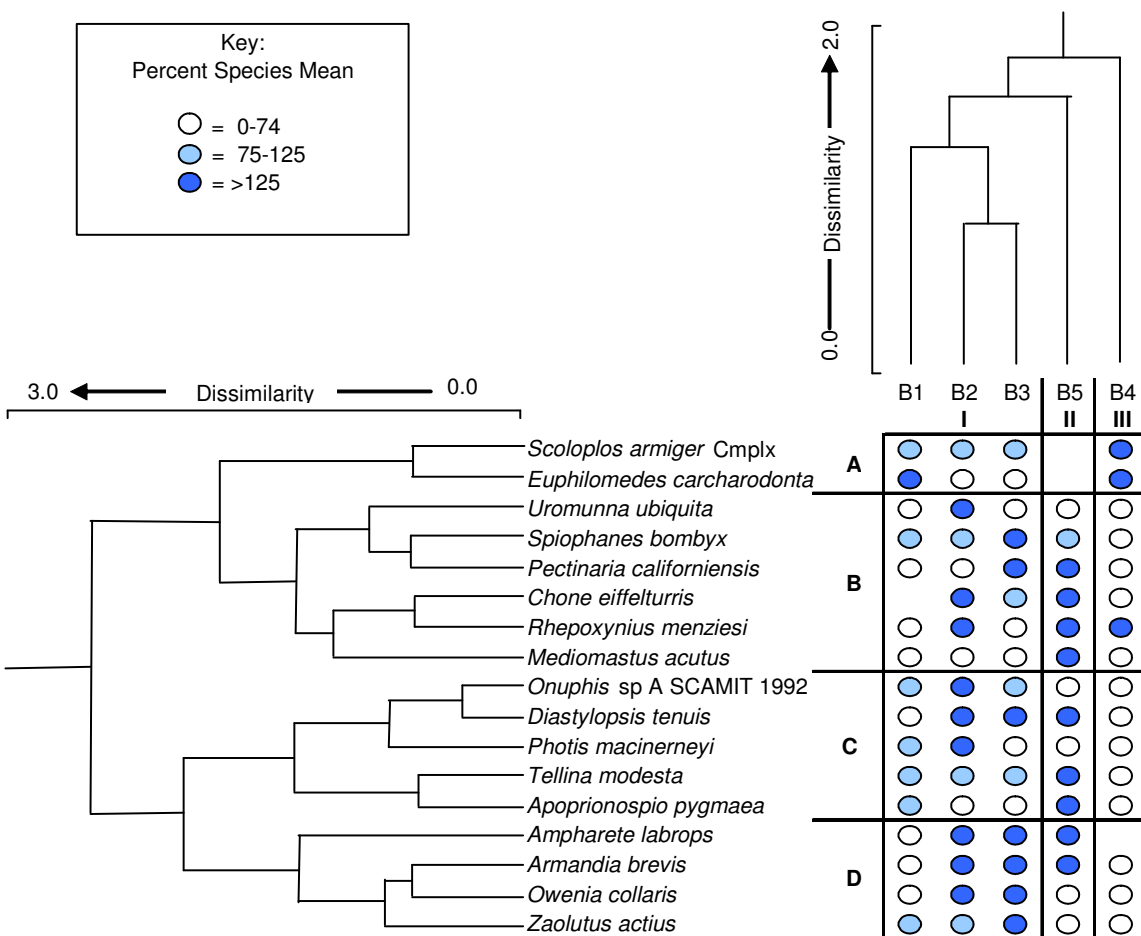 Key:
Percent Species Mean
= 0-74
= 75-125
= >125
0.0 Dissimilarity 2.0
3.0 Dissimilarity 0.0
B1 B2 B3 B5 B4
I II III
Scoloplos armiger Cmplx
A
Euphilomedes carcharodonta
Uromunna ubiquita
Spiophanes bombyx
Pectinaria californiensis
B
Chone eiffelturris
Rhepoxynius menziesi
Mediomastus acutus
Onuphis sp A SCAMIT 1992
Diastylopsis tenuis
Photis macinerneyi
C
Tellina modesta
Apoprionospio pygmaea
Ampharete labrops
Armandia brevis
D
Owenia collaris
Zaolutus actius